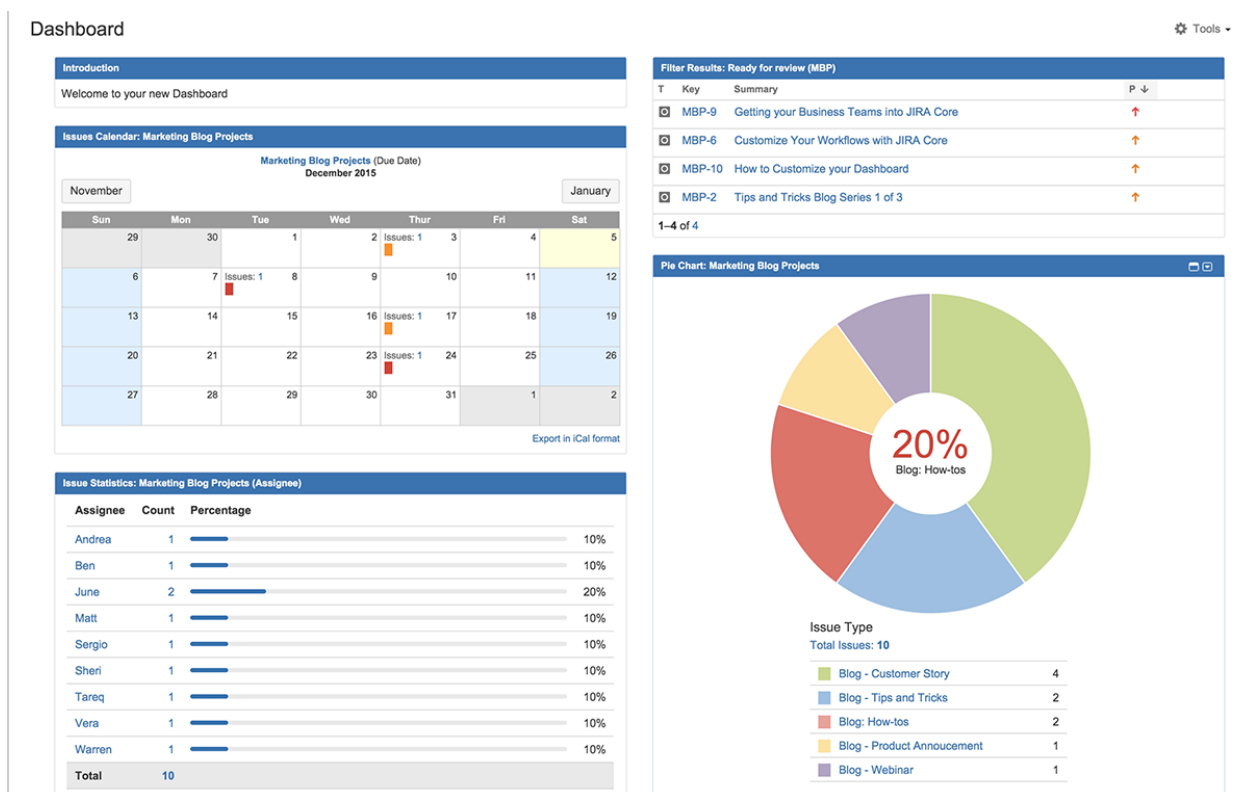 Dashboard
Tools
Introduction
Welcome to your new Dashboard
Issues Calendar: Marketing Blog Projects
Marketing Blog Projects (Due Date)
December 2015
November January
Sun Mon Tue Wed Thur Fri Sat
29 30 1 2 Issues: 1 3 4 5
6 7 Issues: 1 8 9 10 11 12
13 14 15 16 Issues: 1 17 18 19
20 21 22 23 Issues: 1 24 25 26
27 28 29 30 31 1 2
Export in iCal format
Issue Statistics: Marketing Blog Projects (Assignee)
Assignee Count Percentage
Andrea 1 10%
Ben 1 10%
June 2 20%
Matt 1 10%
Sergio 1 10%
Sheri 1 10%
Tareq 1 10%
Vera 1 10%
Warren 1 10%
Total 10
Filter Results: Ready for review (MBP)
T Key Summary P
MBP-9 Getting your Business Teams into JIRA Core
MBP-6 Customize Your Workflows with JIRA Core
MBP-10 How to Customize your Dashboard
MBP-2 Tips and Tricks Blog Series 1 of 3
1–4 of 4
Pie Chart: Marketing Blog Projects
20%
Blog: How-tos
Issue Type
Total Issues: 10
Blog - Customer Story 4
Blog - Tips and Tricks 2
Blog: How-tos 2
Blog - Product Annoucement 1
Blog - Webinar 1